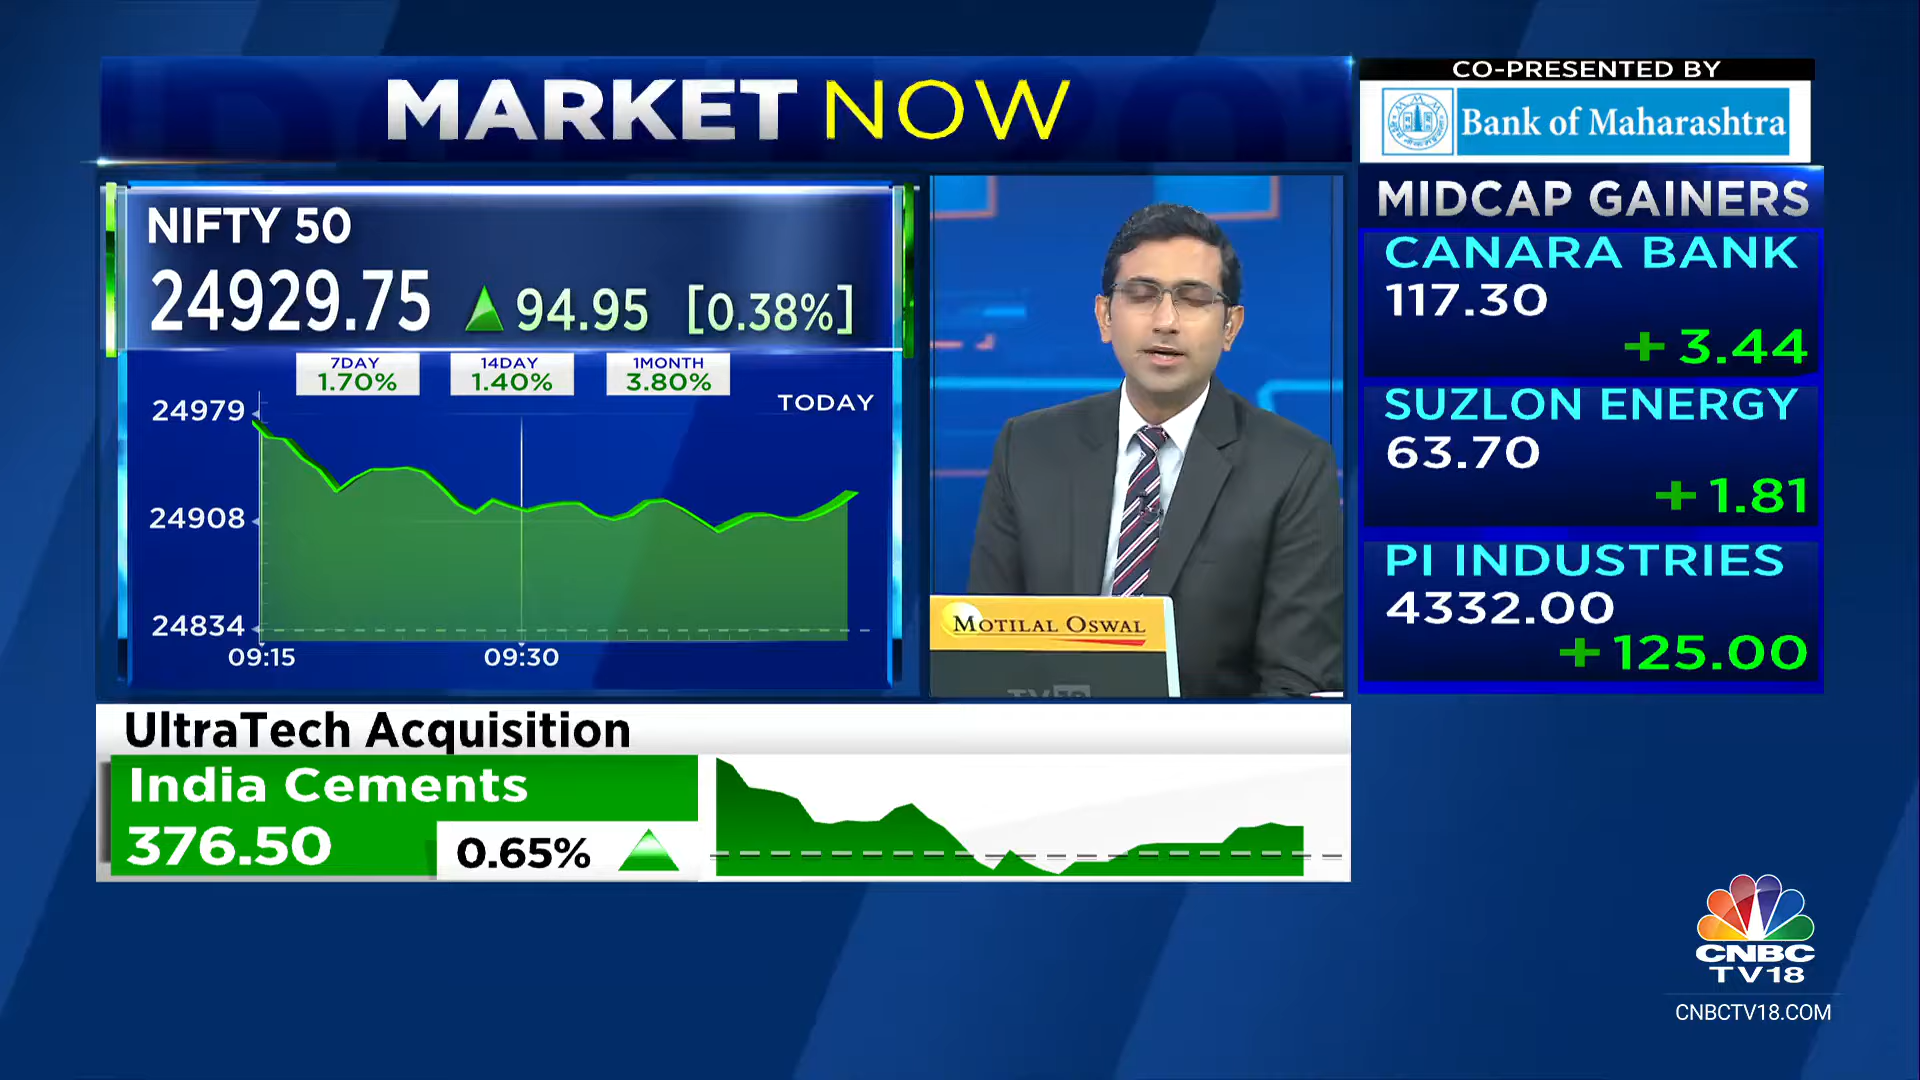 MARKET NOW
CO-PRESENTED BY
Bank of Maharashtra
NIFTY 50
24929.75 ▲ 94.95 [0.38%]
7DAY
1.70%
14DAY
1.40%
1MONTH
3.80%
TODAY
24979
24908
24834
09:15
09:30
MOTILAL OSWAL
TV18
MIDCAP GAINERS
CANARA BANK
117.30
+ 3.44
SUZLON ENERGY
63.70
+ 1.81
PI INDUSTRIES
4332.00
+ 125.00
UltraTech Acquisition
India Cements
376.50
0.65%
CNBC
TV18
CNBCTV18.COM